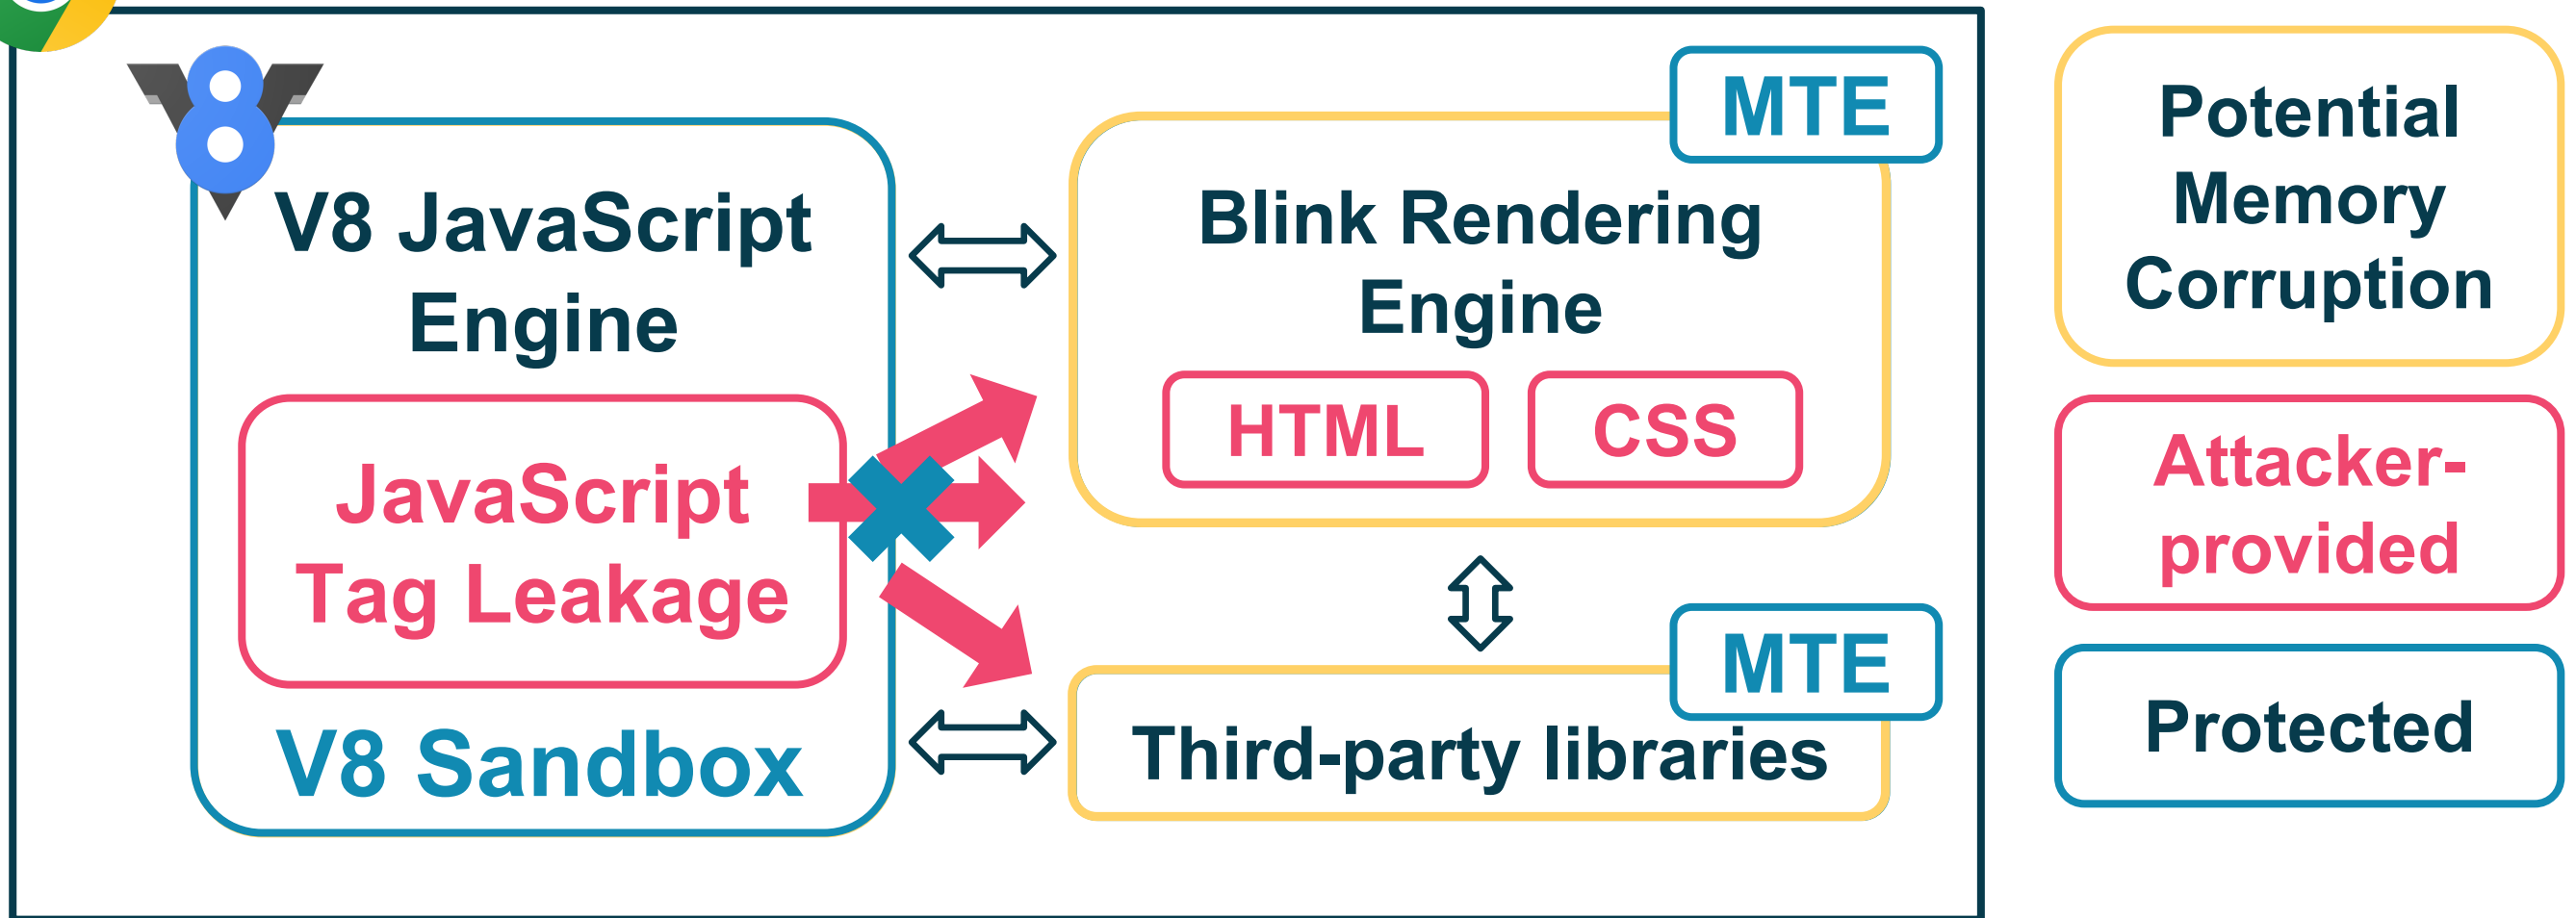 MTE
V8 JavaScript
Engine
JavaScript
Tag Leakage
V8 Sandbox
Blink Rendering
Engine
HTML
CSS
MTE
Third-party libraries
Potential
Memory
Corruption
Attacker-
provided
Protected